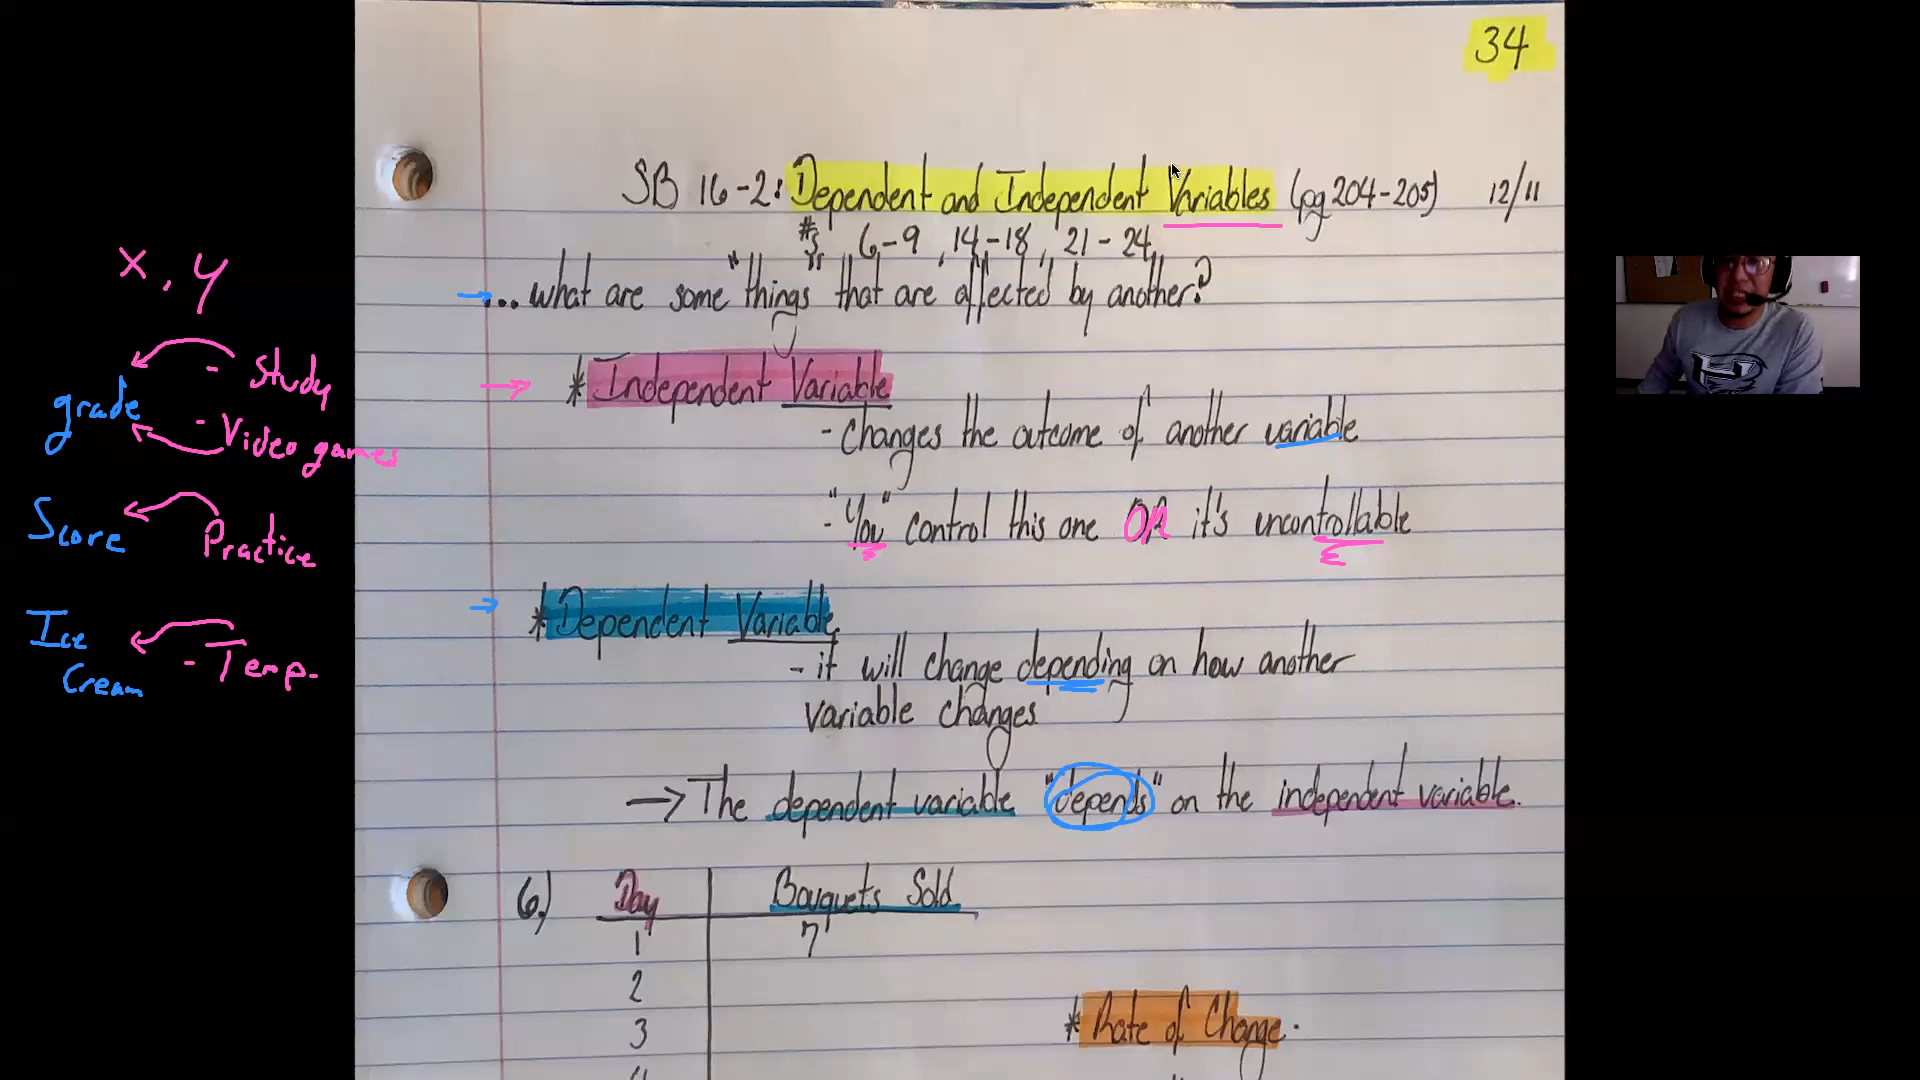 34
SB 16-2: Dependent and Independent Variables (pg 204-205) 12/11
#'s 6-9, 14-18, 21-24
... what are some "things" that are affected by another?
* Independent Variable
- Changes the outcome of another variable
- "You" control this one OR it's uncontrollable
* Dependent Variable
- it will change depending on how another
variable changes
→ The dependent variable "depends" on the independent variable.
6.) Day Bouquets Sold
1 7
2
3
* Rate of Change.
x, y
grade - Study
- Video games
Score Practice
Ice
Cream - Temp.